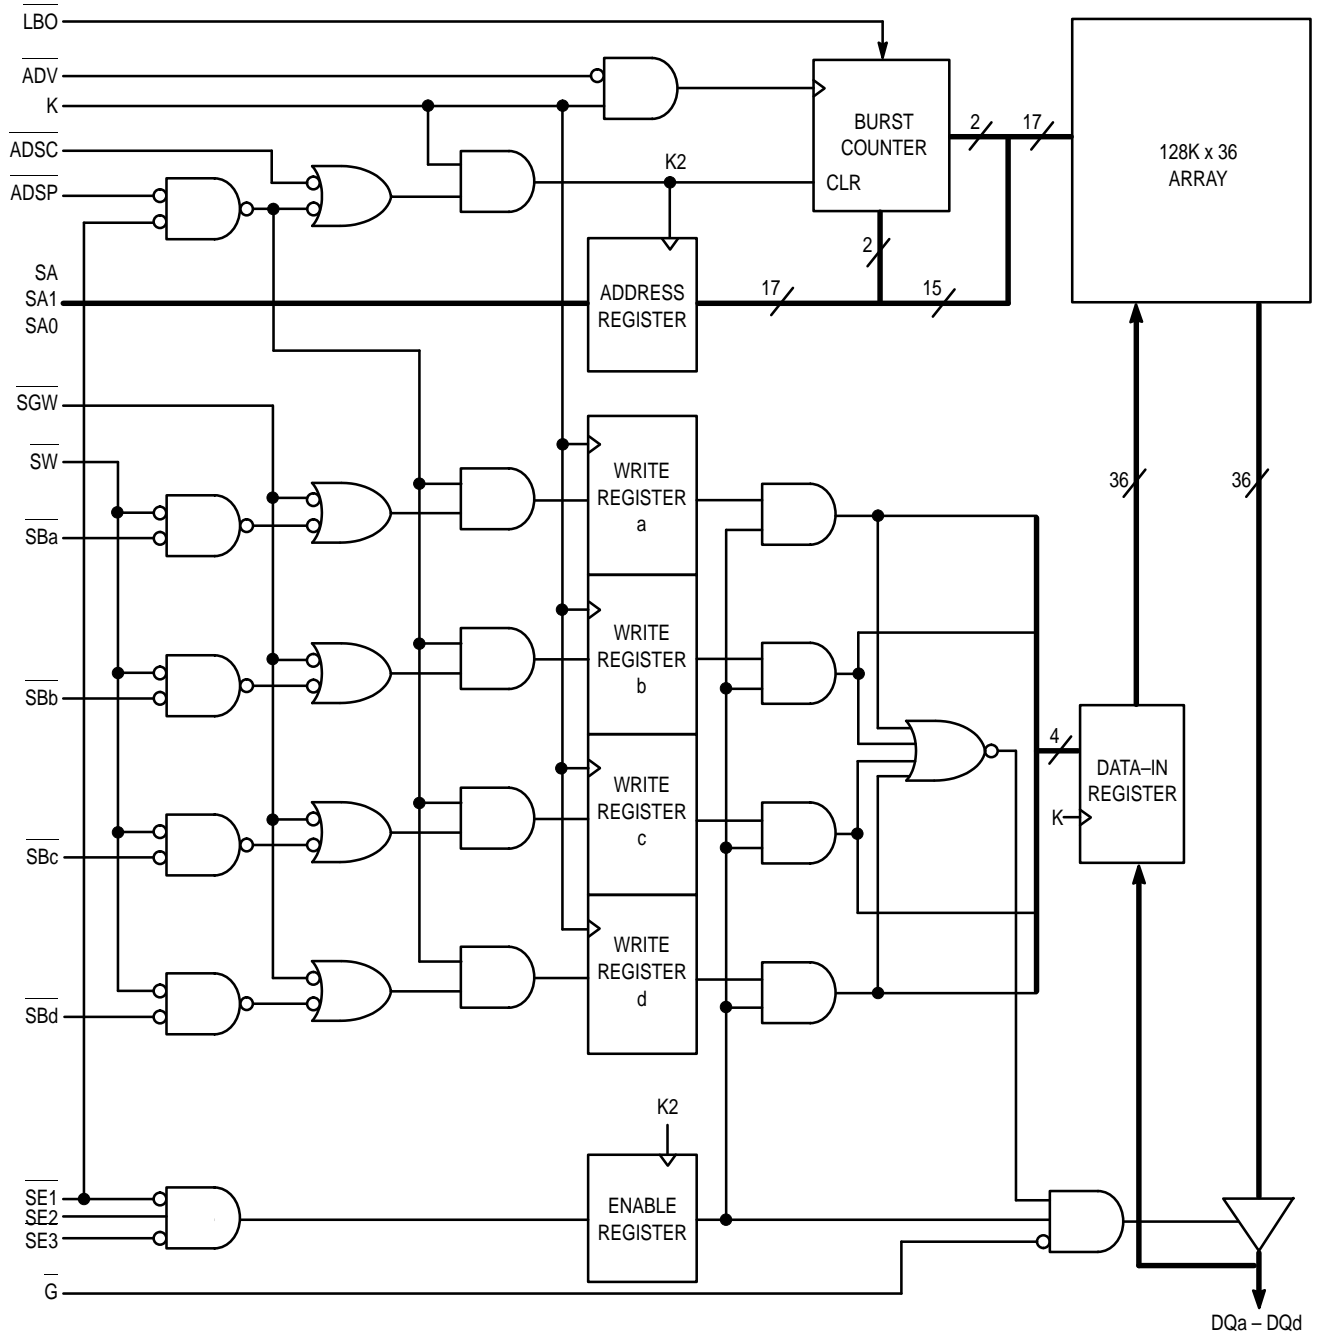 LBO
ADV
K
ADSC
ADSP
K2
BURST
COUNTER
CLR
2
17
128K x 36
ARRAY
2
SA
SA1
SA0
ADDRESS
REGISTER
17
15
SGW
SW
SBa
WRITE
REGISTER
a
36
36
SBb
WRITE
REGISTER
b
4
DATA–IN
REGISTER
K
SBc
WRITE
REGISTER
c
SBd
WRITE
REGISTER
d
K2
SE1
SE2
SE3
ENABLE
REGISTER
G
DQa – DQd